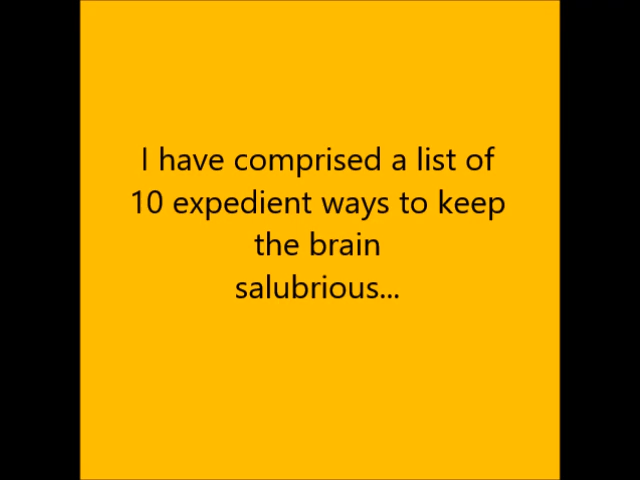 I have comprised a list of
10 expedient ways to keep
the brain
salubrious...